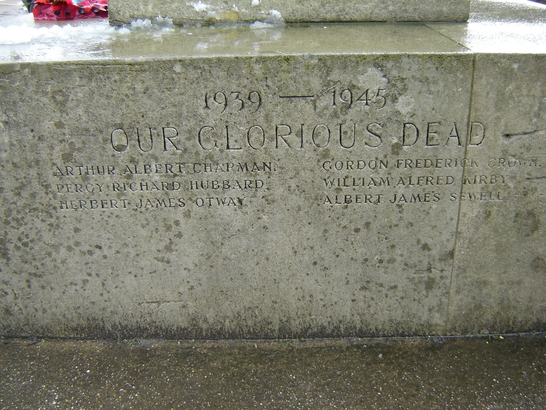 1939 — 1945
OUR GLORIOUS DEAD
ARTHUR ALBERT CHAPMAN.
PERCY RICHARD HUBBARD.
HERBERT JAMES OTWAY.
GORDON FREDERICK CROWN.
WILLIAM ALFRED KIRBY.
ALBERT JAMES SEWELL.